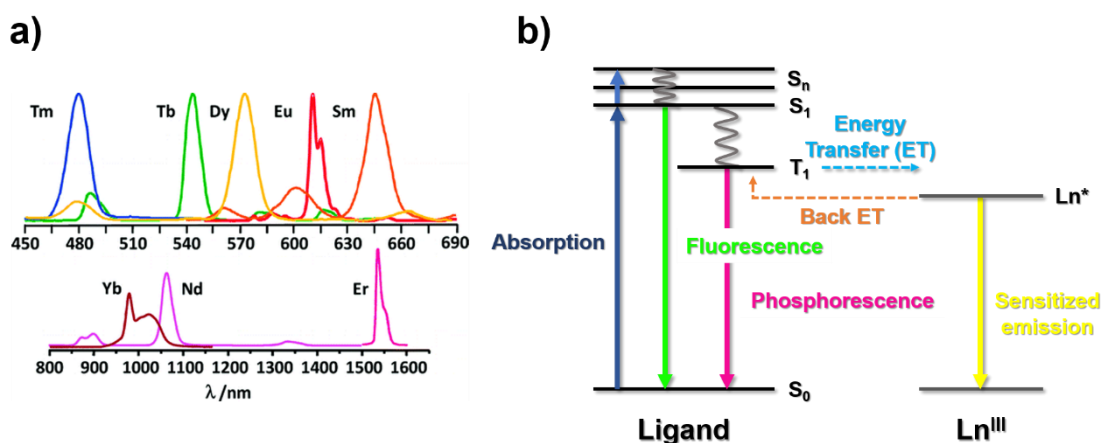 a)
Tm
Tb
Dy
Eu
Sm
450 480 510 540 570 600 630 660 690
Yb
Nd
Er
800 900 1000 1100 1200 1300 1400 1500 1600
λ /nm
b)
Sn
S1
Energy
Transfer (ET)
T1
Ln*
Back ET
Absorption
Fluorescence
Phosphorescence
Sensitized
emission
S0
Ligand
LnIII